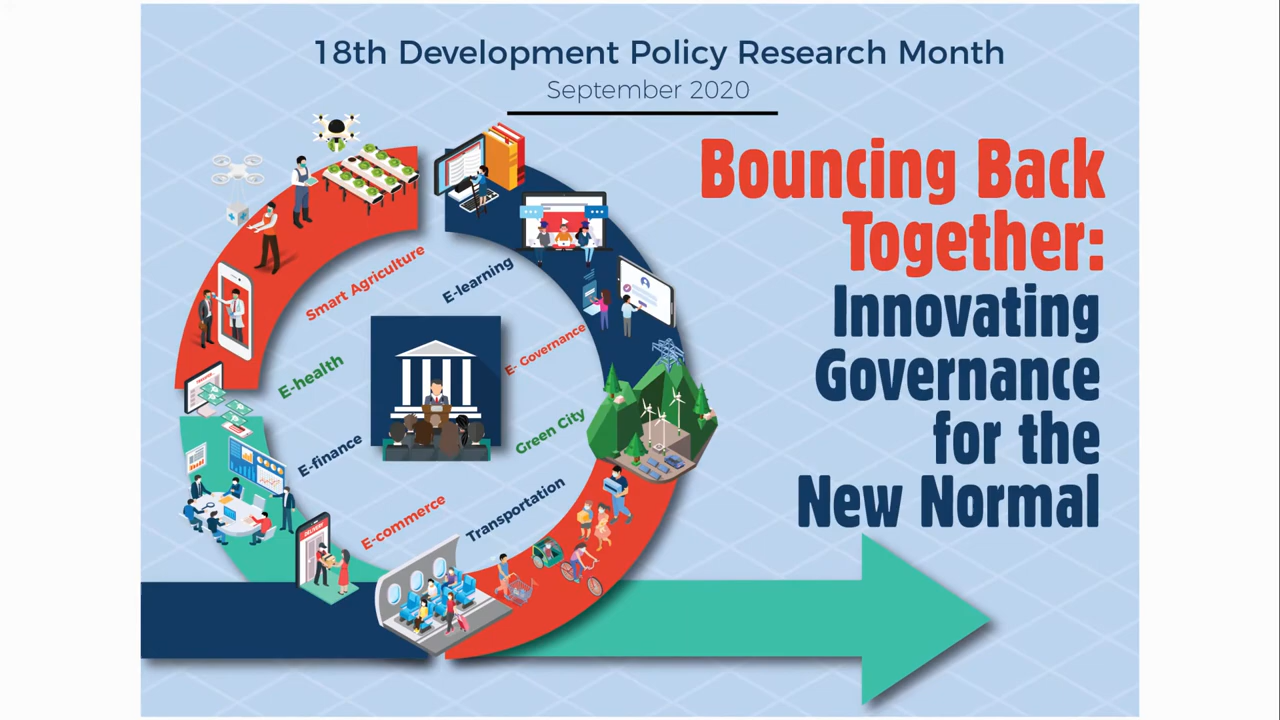 18th Development Policy Research Month
September 2020
Bouncing Back
Together:
Innovating
Governance
for the
New Normal
Smart Agriculture
E-learning
E- Governance
E-health
Green City
E-finance
Transportation
E-commerce
DELIVERY